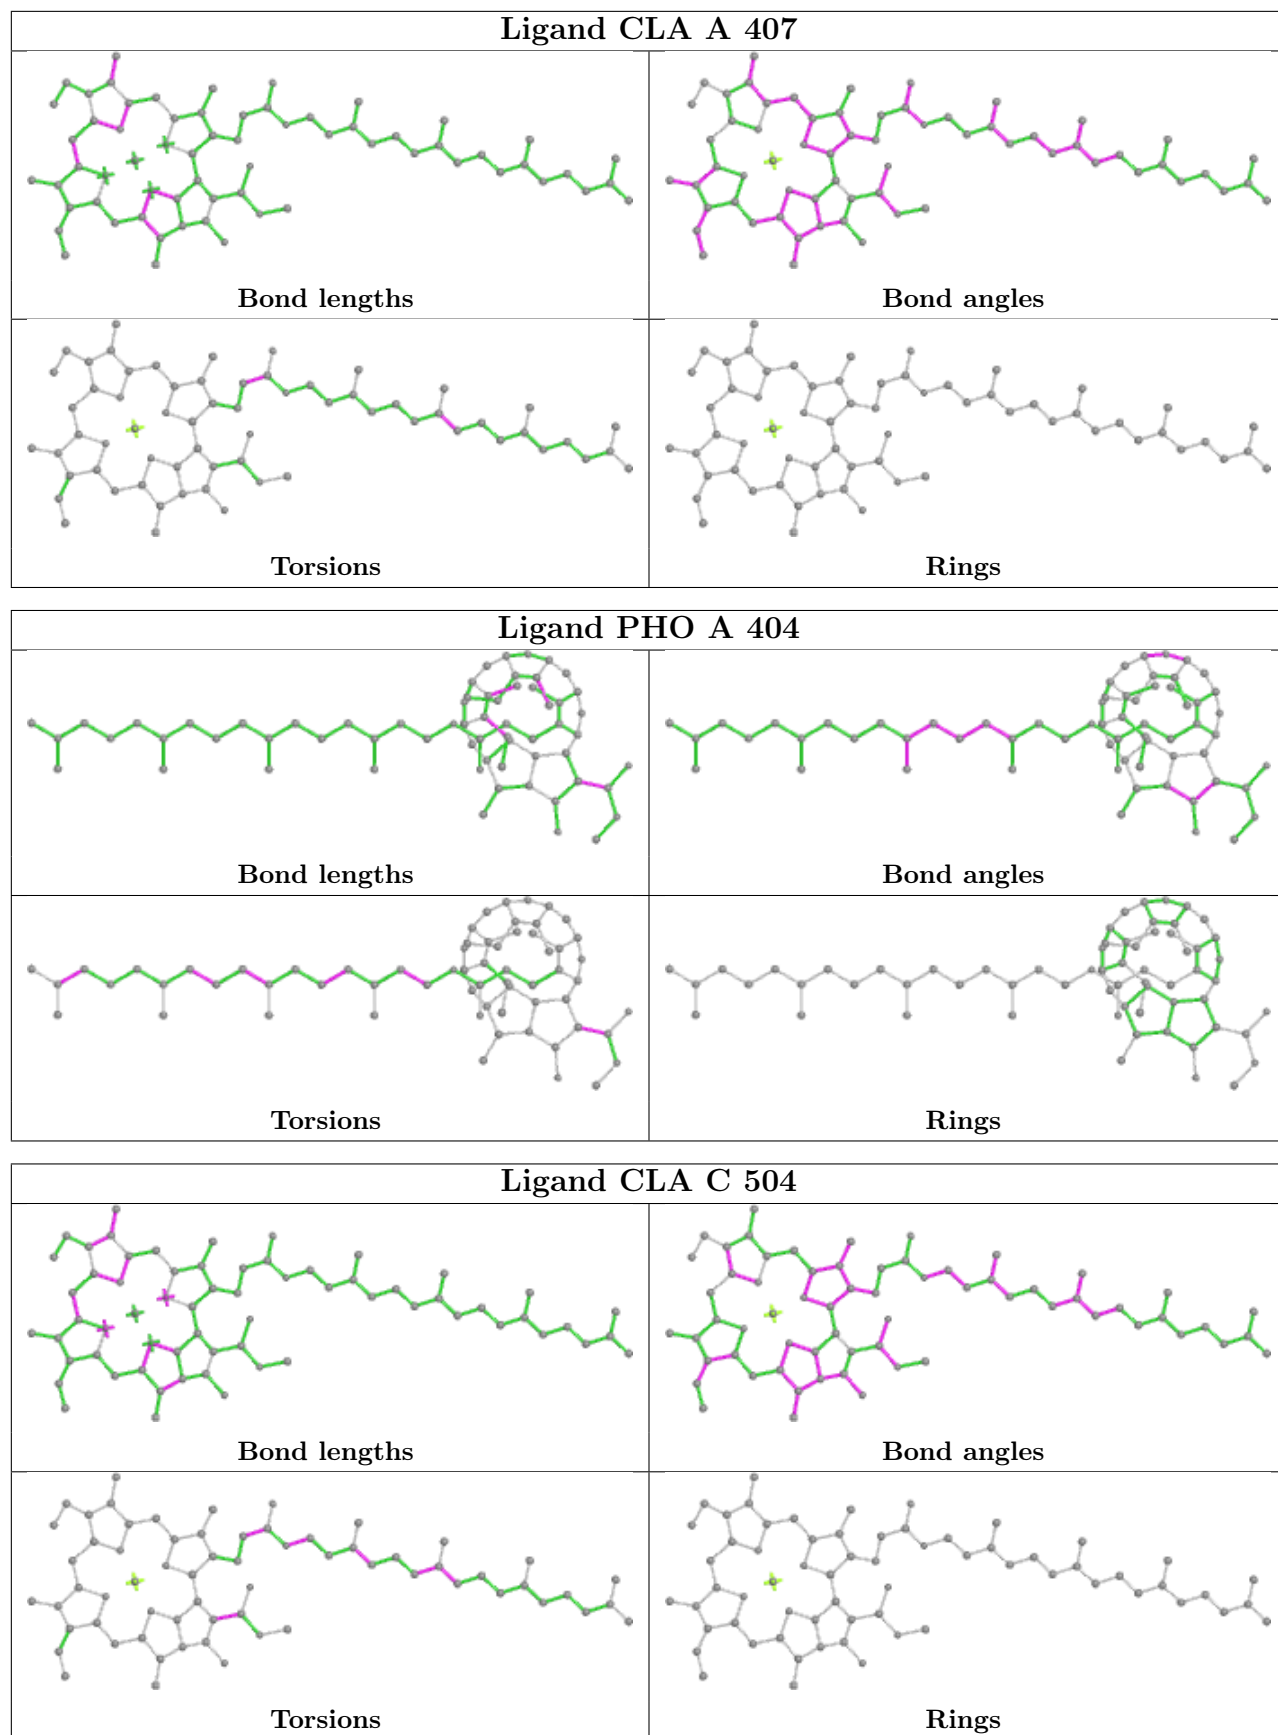 Ligand CLA A 407
Bond lengths
Bond angles
Torsions
Rings
Ligand PHO A 404
Bond lengths
Bond angles
Torsions
Rings
Ligand CLA C 504
Bond lengths
Bond angles
Torsions
Rings